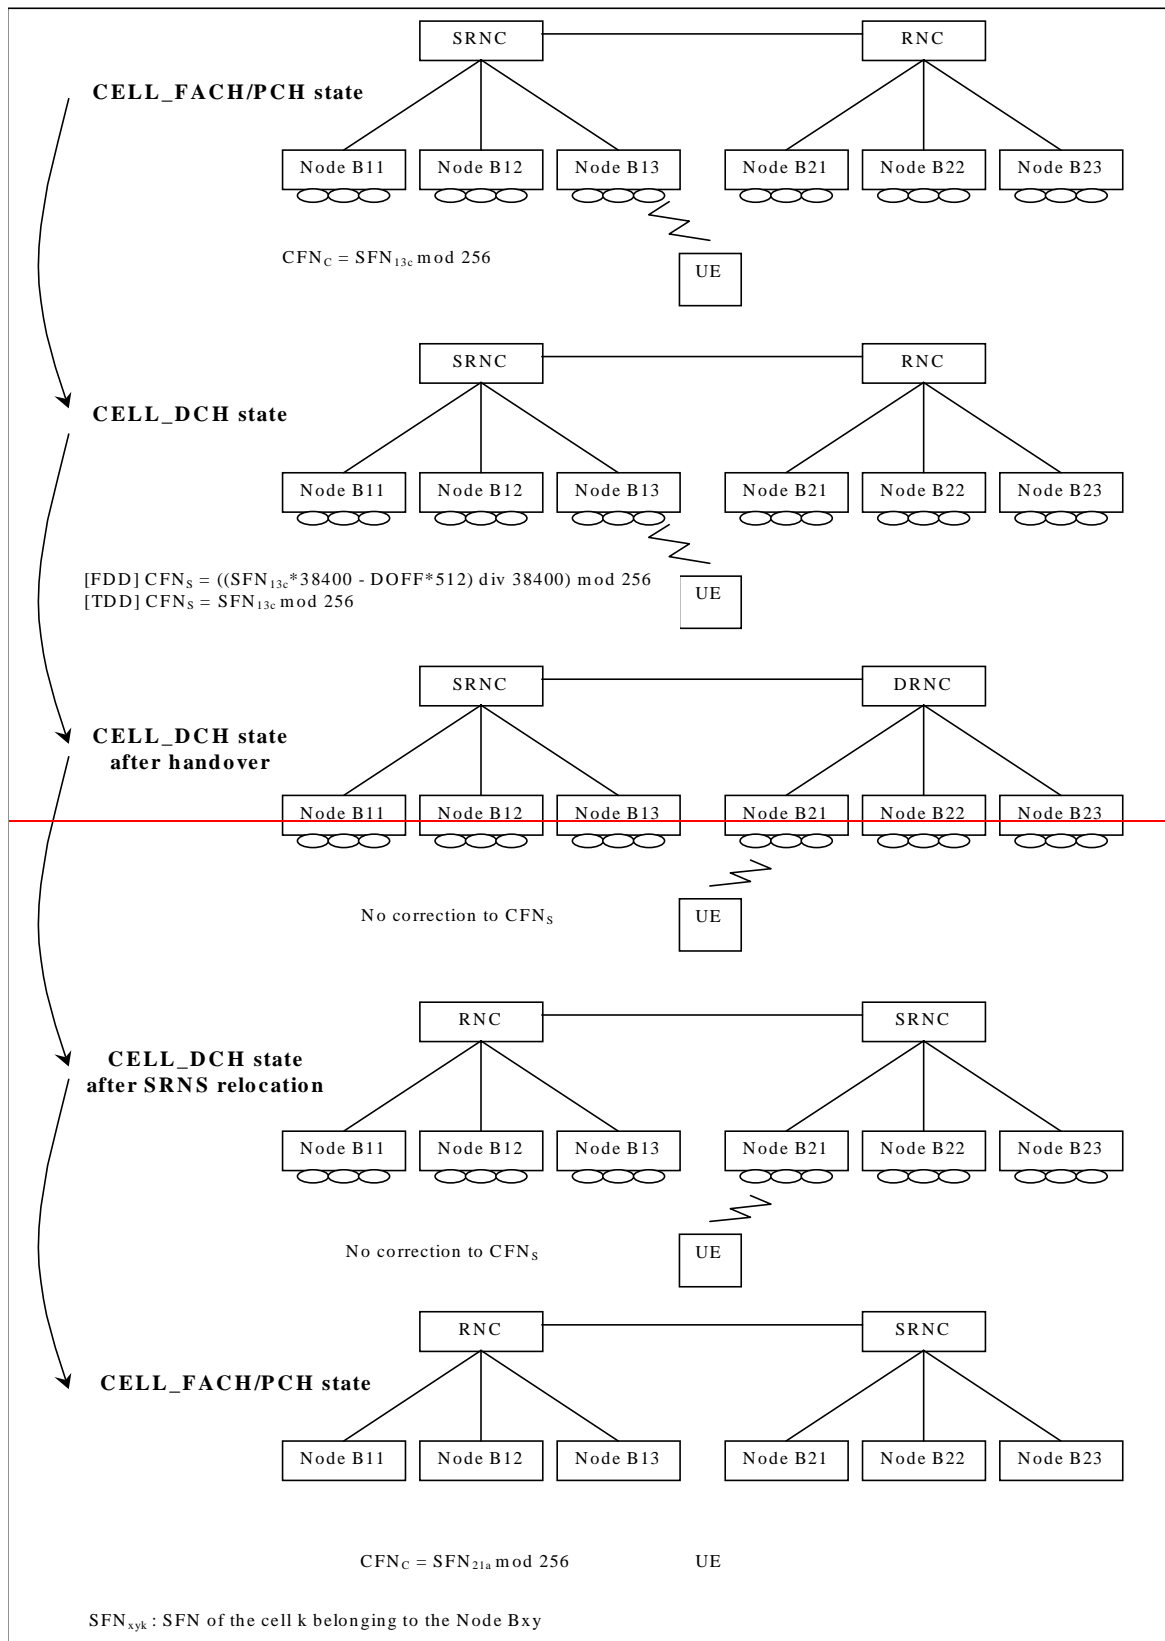 SRNC RNC
CELL_FACH/PCH state
Node B11 Node B12 Node B13 Node B21 Node B22 Node B23
CFN_C = SFN_13c mod 256
UE
SRNC RNC
CELL_DCH state
Node B11 Node B12 Node B13 Node B21 Node B22 Node B23
[FDD] CFN_S = ((SFN_13c*38400 - DOFF*512) div 38400) mod 256
[TDD] CFN_S = SFN_13c mod 256
UE
SRNC DRNC
CELL_DCH state
after handover
Node B11 Node B12 Node B13 Node B21 Node B22 Node B23
No correction to CFN_S
UE
RNC SRNC
CELL_DCH state
after SRNS relocation
Node B11 Node B12 Node B13 Node B21 Node B22 Node B23
No correction to CFN_S
UE
RNC SRNC
CELL_FACH/PCH state
Node B11 Node B12 Node B13 Node B21 Node B22 Node B23
CFN_C = SFN_21a mod 256 UE
SFN_xyk : SFN of the cell k belonging to the Node Bxy